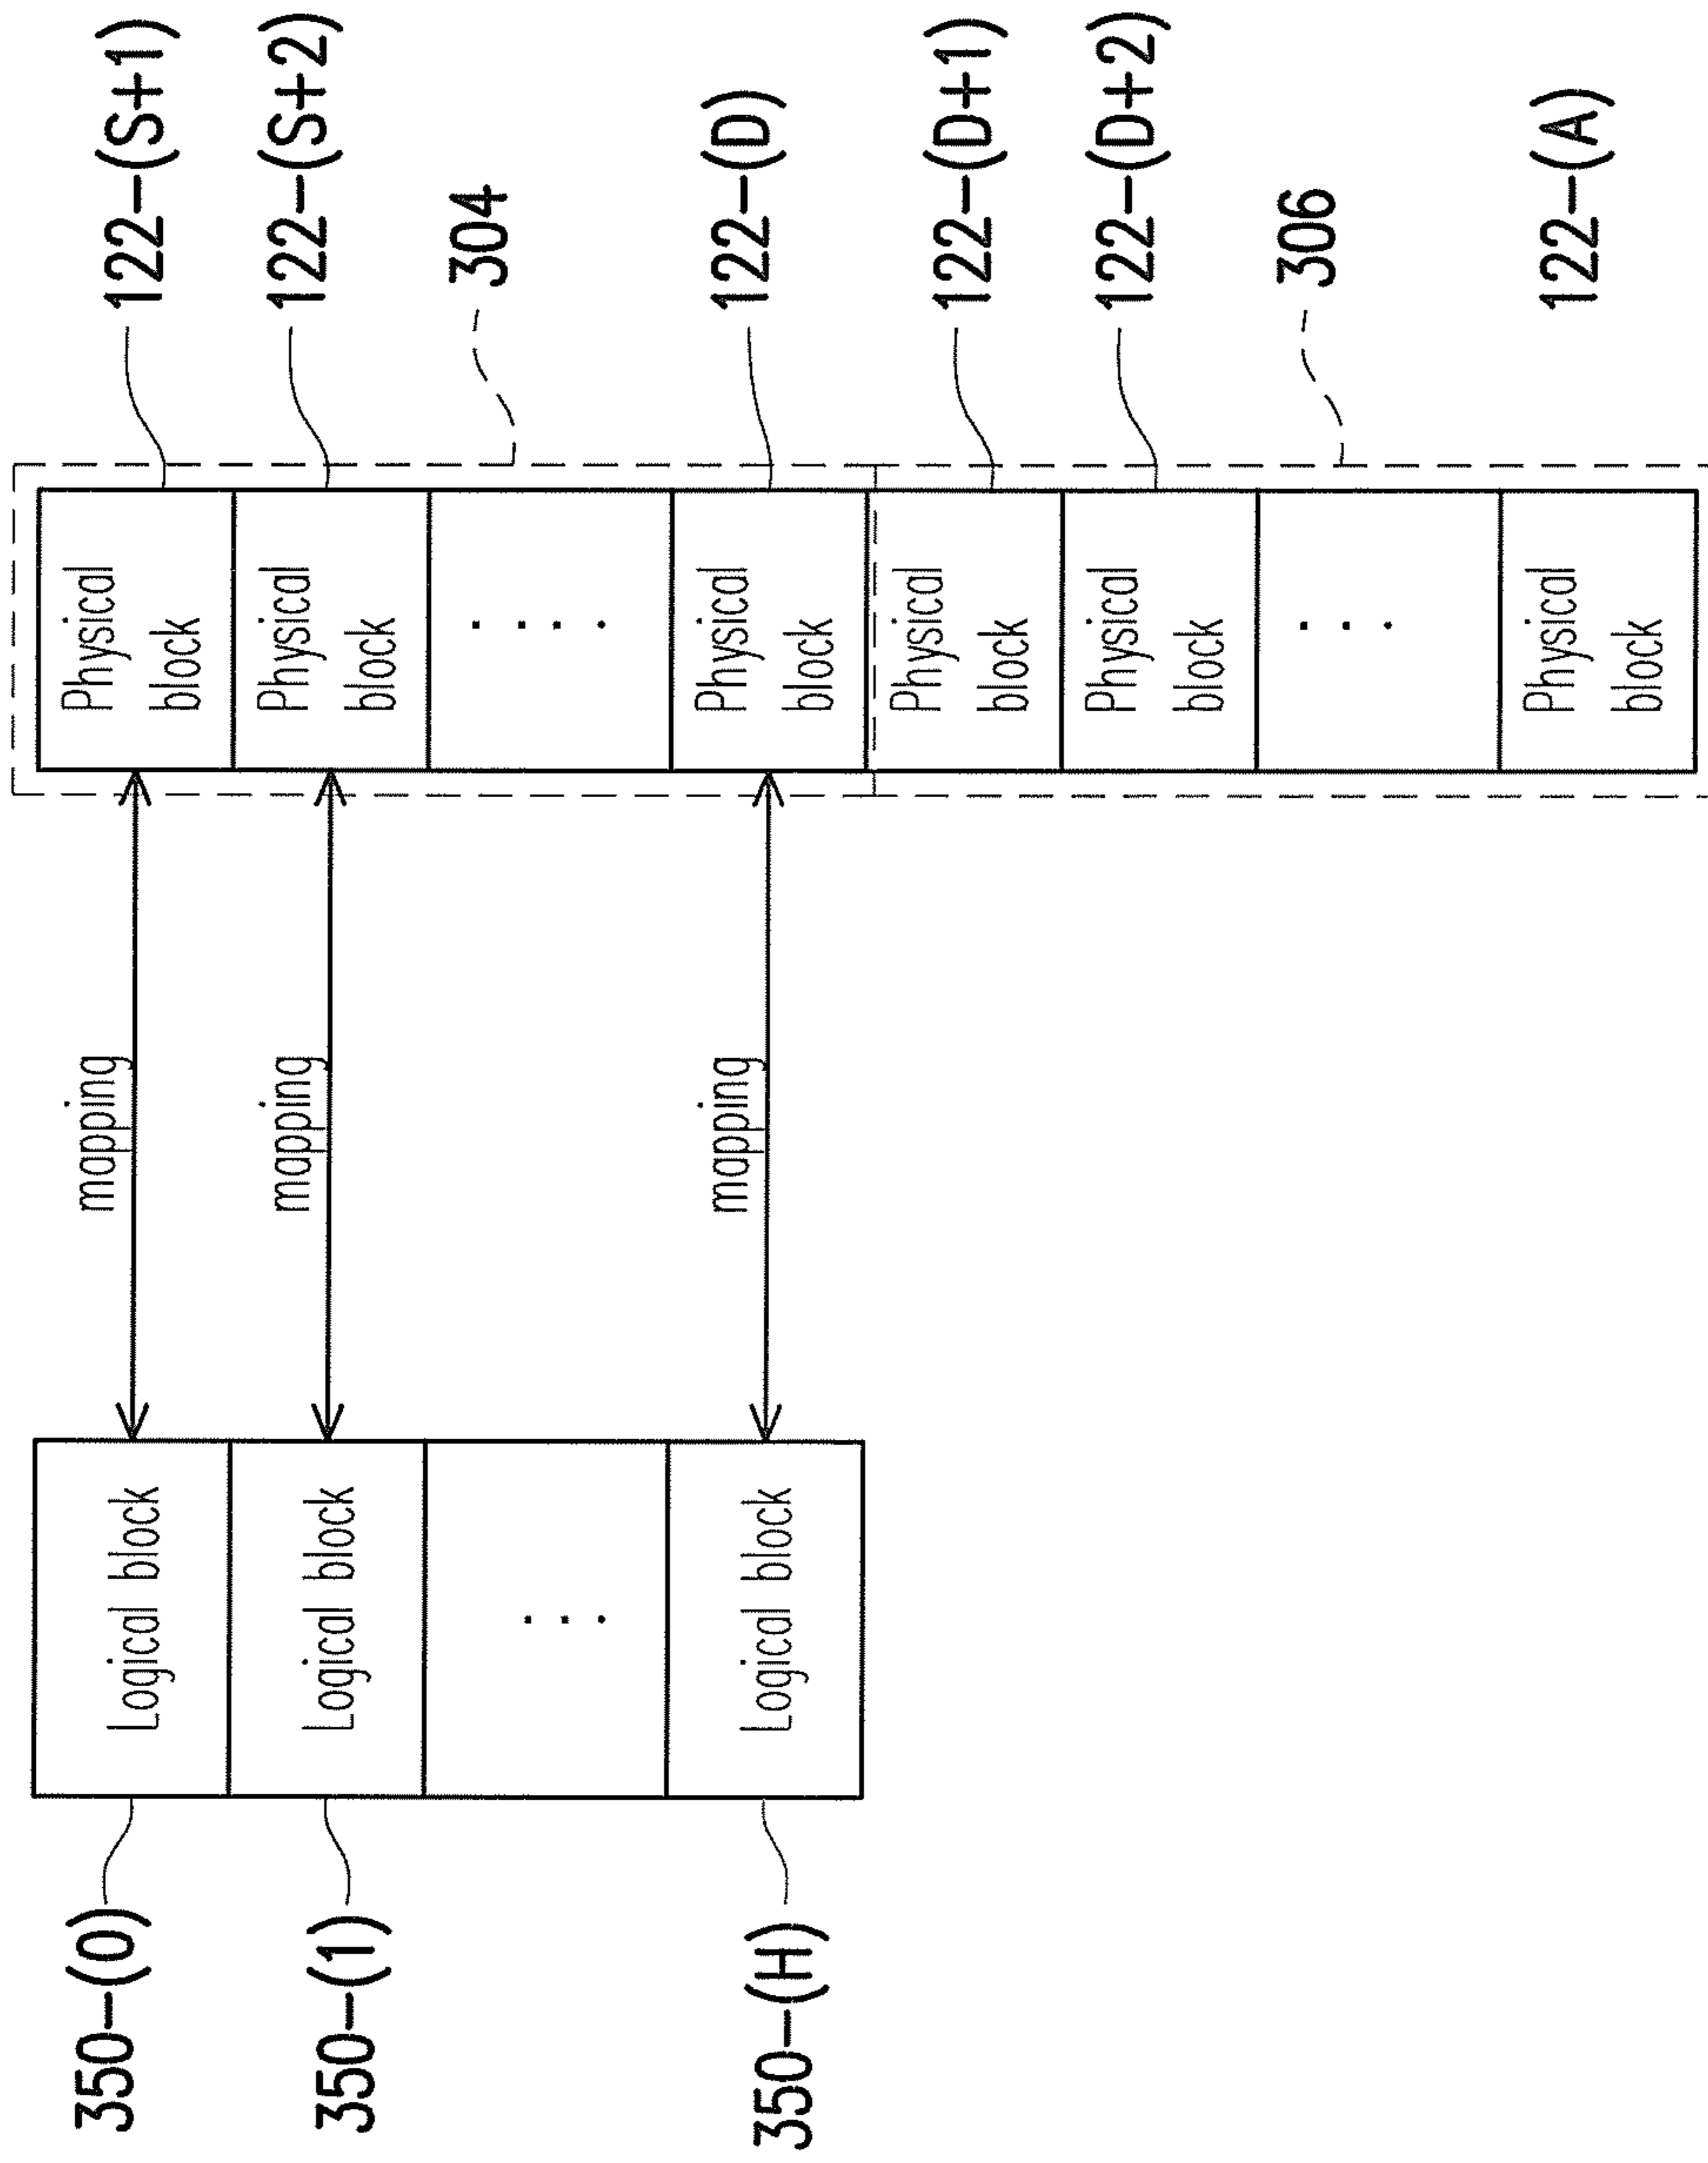 350-(0)
Logical block
mapping
Physical
block
122-(S+1)
350-(1)
Logical block
mapping
Physical
block
122-(S+2)
. . .
. . . .
304
350-(H)
Logical block
mapping
Physical
block
122-(D)
Physical
block
122-(D+1)
Physical
block
122-(D+2)
. . .
306
Physical
block
122-(A)